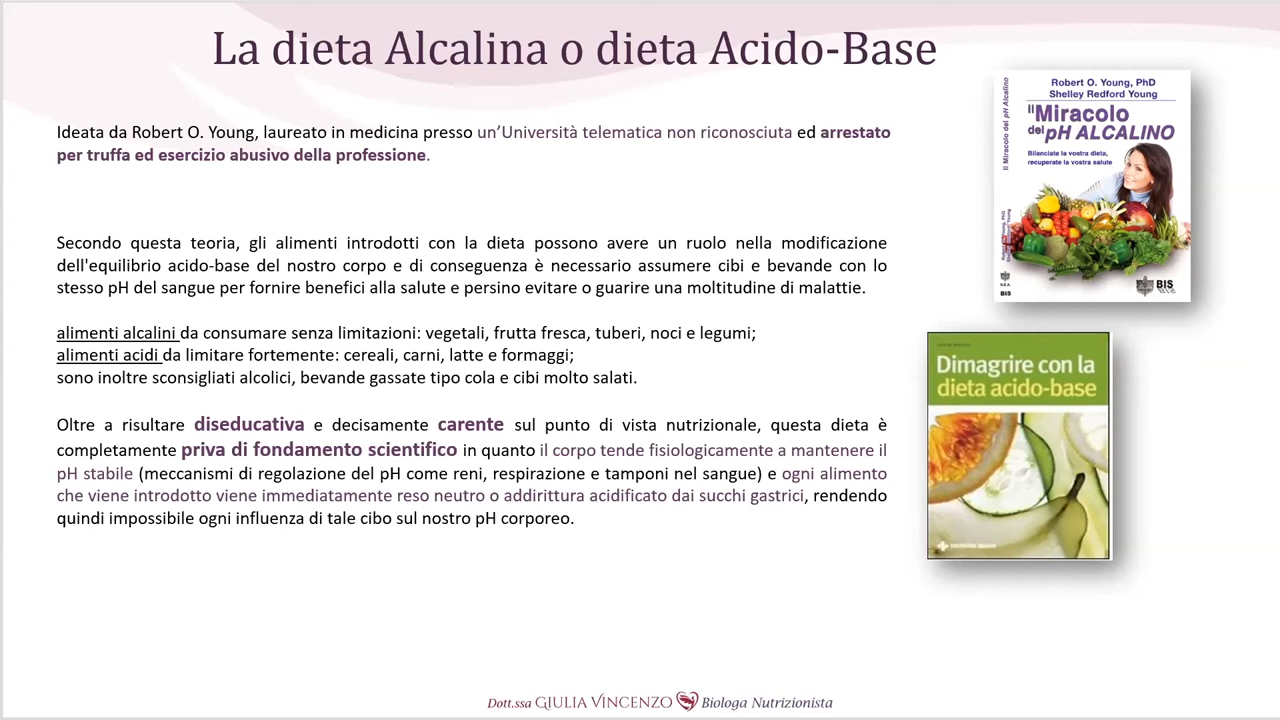 La dieta Alcalina o dieta Acido-Base
Ideata da Robert O. Young, laureato in medicina presso un'Università telematica non riconosciuta ed arrestato
per truffa ed esercizio abusivo della professione.
Secondo questa teoria, gli alimenti introdotti con la dieta possono avere un ruolo nella modificazione
dell'equilibrio acido-base del nostro corpo e di conseguenza è necessario assumere cibi e bevande con lo
stesso pH del sangue per fornire benefici alla salute e persino evitare o guarire una moltitudine di malattie.
alimenti alcalini da consumare senza limitazioni: vegetali, frutta fresca, tuberi, noci e legumi;
alimenti acidi da limitare fortemente: cereali, carni, latte e formaggi;
sono inoltre sconsigliati alcolici, bevande gassate tipo cola e cibi molto salati.
Oltre a risultare diseducativa e decisamente carente sul punto di vista nutrizionale, questa dieta è
completamente priva di fondamento scientifico in quanto il corpo tende fisiologicamente a mantenere il
pH stabile (meccanismi di regolazione del pH come reni, respirazione e tamponi nel sangue) e ogni alimento
che viene introdotto viene immediatamente reso neutro o addirittura acidificato dai succhi gastrici, rendendo
quindi impossibile ogni influenza di tale cibo sul nostro pH corporeo.
Robert O. Young, PhD
Shelley Redford Young
Il Miracolo
del pH ALCALINO
Bilanciate la vostra dieta,
recuperate la vostra salute
Il Miracolo del pH Alcalino
BIS
BIS
Dimagrire con la
dieta acido-base
Dott.ssa GIULIA VINCENZO Biologa Nutrizionista